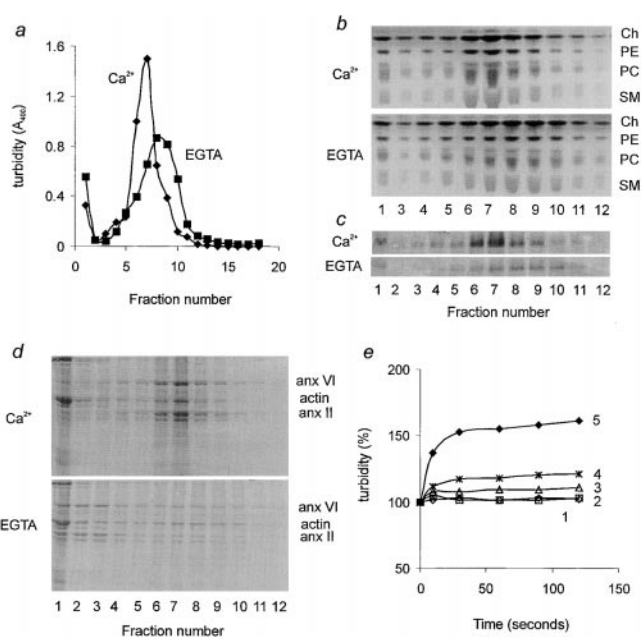 a
1.6
1.2
0.8
0.4
0
turbidity (A400)
Ca2+
EGTA
0 5 10 15 20
Fraction number
b
Ca2+
Ch
PE
PC
SM
EGTA
Ch
PE
PC
SM
1 3 4 5 6 7 8 9 10 11 12
c
Ca2+
EGTA
1 2 3 4 5 6 7 8 9 10 11 12
Fraction number
d
Ca2+
anx VI
actin
anx II
EGTA
anx VI
actin
anx II
1 2 3 4 5 6 7 8 9 10 11 12
Fraction number
e
200
150
100
50
turbidity (%)
5
4
3
2
1
0 60 120
Time (seconds)